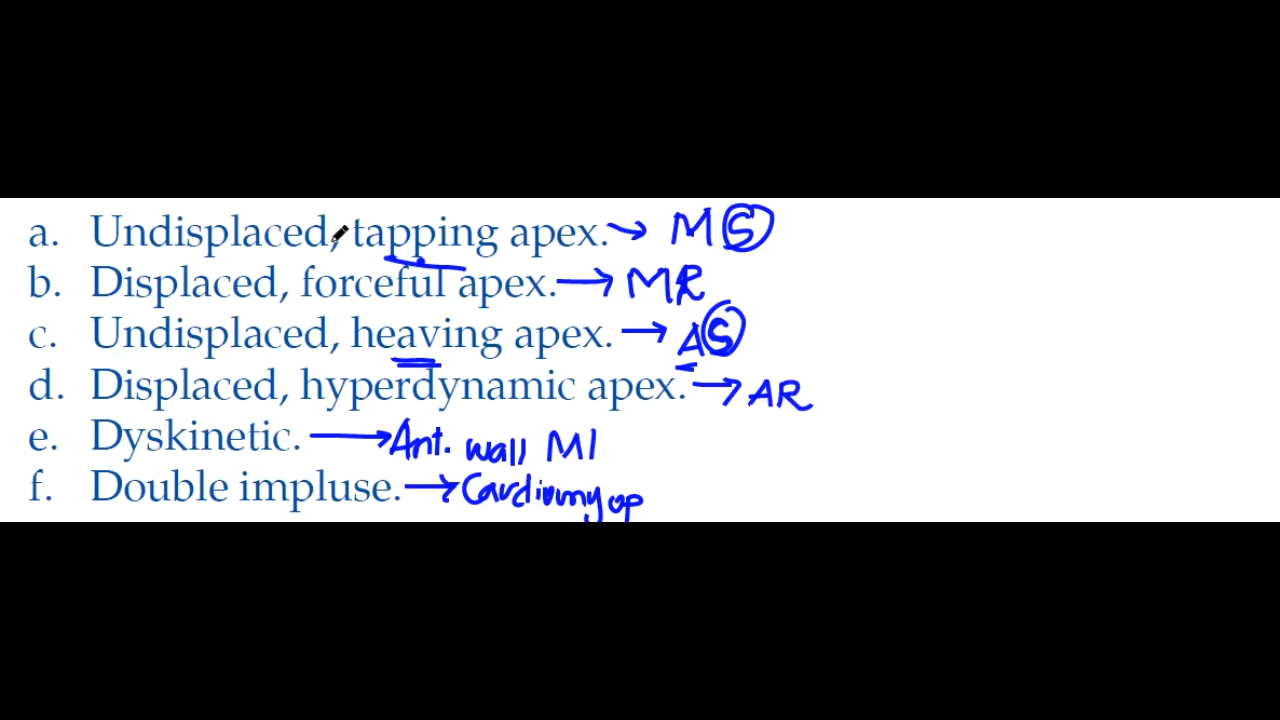 a. Undisplaced, tapping apex. → MS
b. Displaced, forceful apex. → MR
c. Undisplaced, heaving apex. → AS
d. Displaced, hyperdynamic apex. → AR
e. Dyskinetic. → Ant. wall MI
f. Double impluse. → Cardiomyop